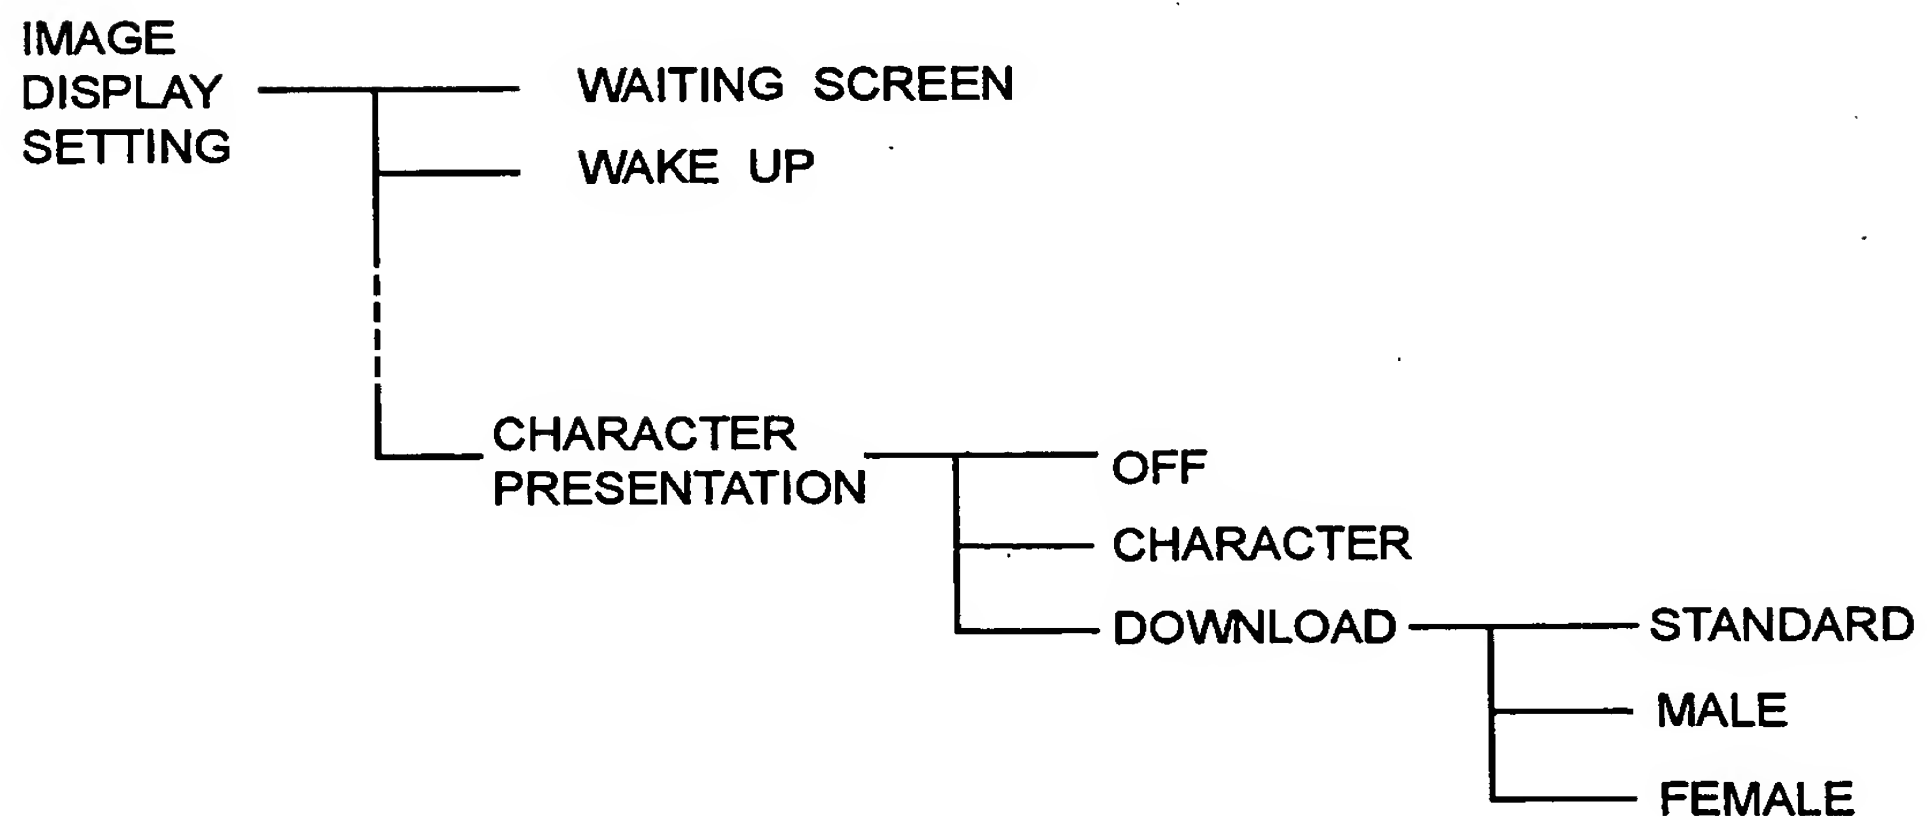 IMAGE
DISPLAY
SETTING
WAITING SCREEN
WAKE UP
CHARACTER
PRESENTATION
OFF
CHARACTER
DOWNLOAD
STANDARD
MALE
FEMALE